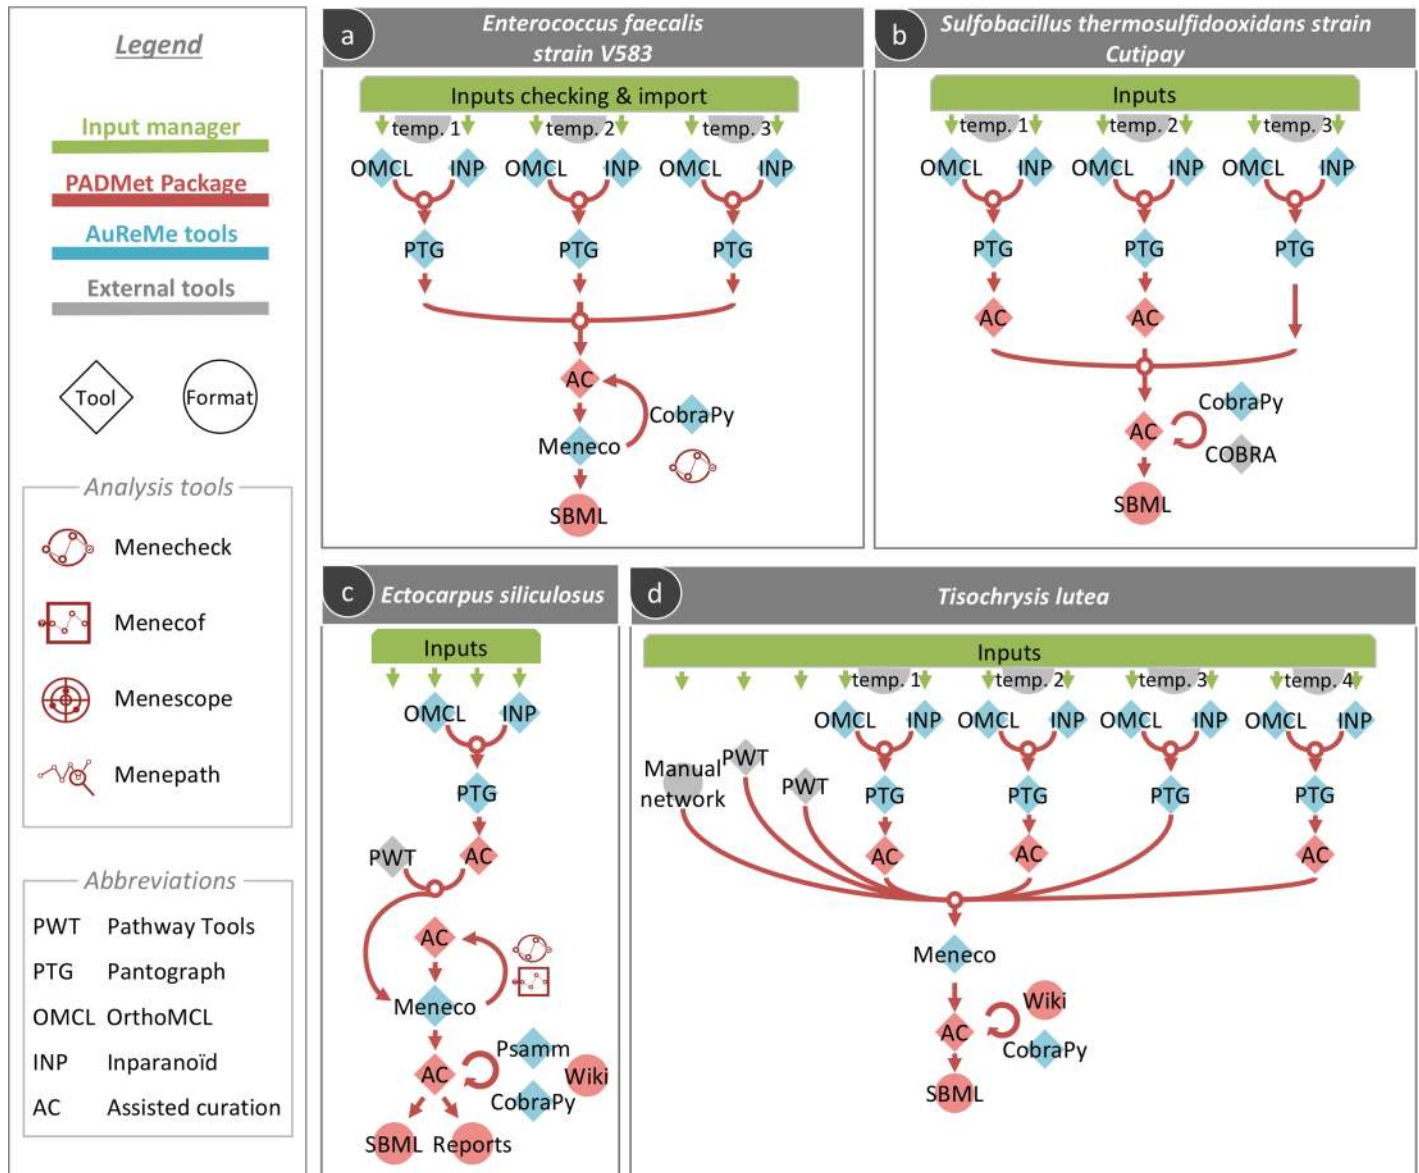 Legend
Input manager
PADMet Package
AuReMe tools
External tools
Tool
Format
Analysis tools
Menecheck
Menecof
Menescope
Menepath
Abbreviations
PWT Pathway Tools
PTG Pantograph
OMCL OrthoMCL
INP Inparanoïd
AC Assisted curation
a
Enterococcus faecalis
strain V583
Inputs checking & import
temp. 1 temp. 2 temp. 3
OMCL INP OMCL INP OMCL INP
PTG PTG PTG
AC
CobraPy
Meneco
SBML
b
Sulfobacillus thermosulfidooxidans strain
Cutipay
Inputs
temp. 1 temp. 2 temp. 3
OMCL INP OMCL INP OMCL INP
PTG PTG PTG
AC AC
CobraPy
AC
COBRA
SBML
c
Ectocarpus siliculosus
Inputs
OMCL INP
PTG
PWT AC
AC
Meneco
Psamm
AC
Wiki
CobraPy
SBML Reports
d
Tisochrysis lutea
Inputs
temp. 1 temp. 2 temp. 3 temp. 4
OMCL INP OMCL INP OMCL INP OMCL INP
PWT
Manual
network
PWT
PTG PTG PTG PTG
AC AC AC
Meneco
Wiki
AC
CobraPy
SBML